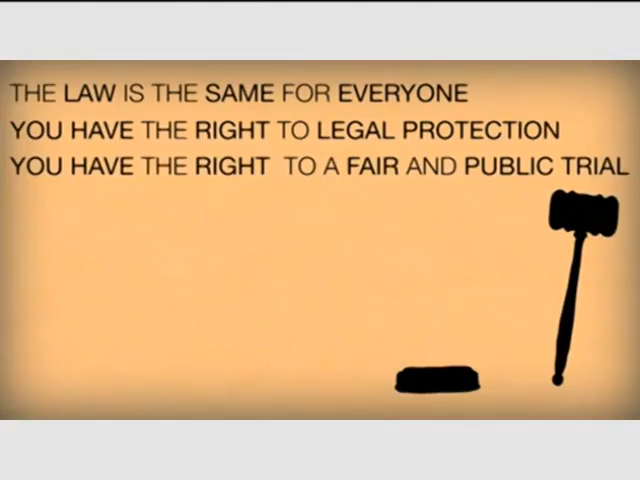 THE LAW IS THE SAME FOR EVERYONE
YOU HAVE THE RIGHT TO LEGAL PROTECTION
YOU HAVE THE RIGHT TO A FAIR AND PUBLIC TRIAL